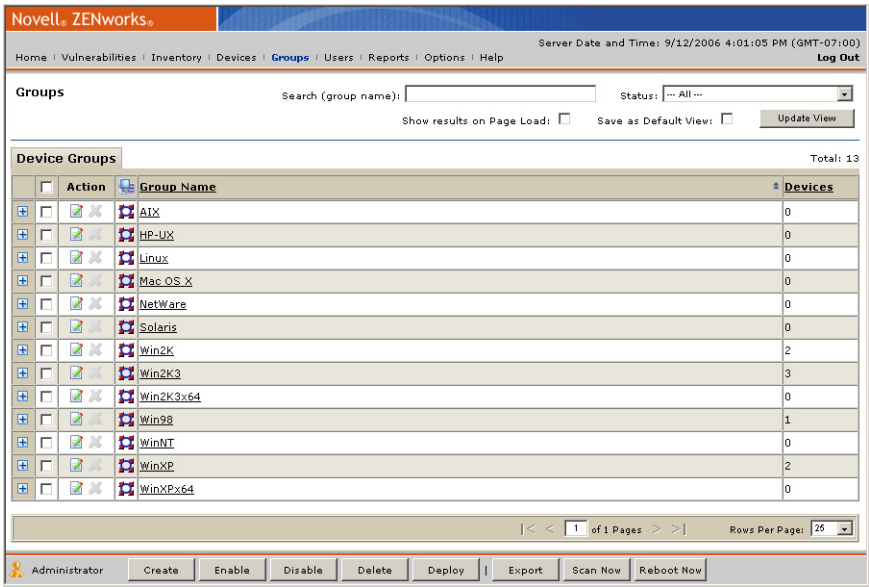 Novell® ZENworks®
Server Date and Time: 9/12/2006 4:01:05 PM (GMT-07:00)
Home | Vulnerabilities | Inventory | Devices | Groups | Users | Reports | Options | Help
Log Out
Groups
Search (group name):
Status: --- All ---
Show results on Page Load:
Save as Default View:
Update View
Device Groups
Total: 13
Action Group Name Devices
AIX 0
HP-UX 0
Linux 0
Mac OS X 0
NetWare 0
Solaris 0
Win2K 2
Win2K3 3
Win2K3x64 0
Win98 1
WinNT 0
WinXP 2
WinXPx64 0
|< < 1 of 1 Pages > >| Rows Per Page: 25
Administrator Create Enable Disable Delete Deploy | Export Scan Now Reboot Now